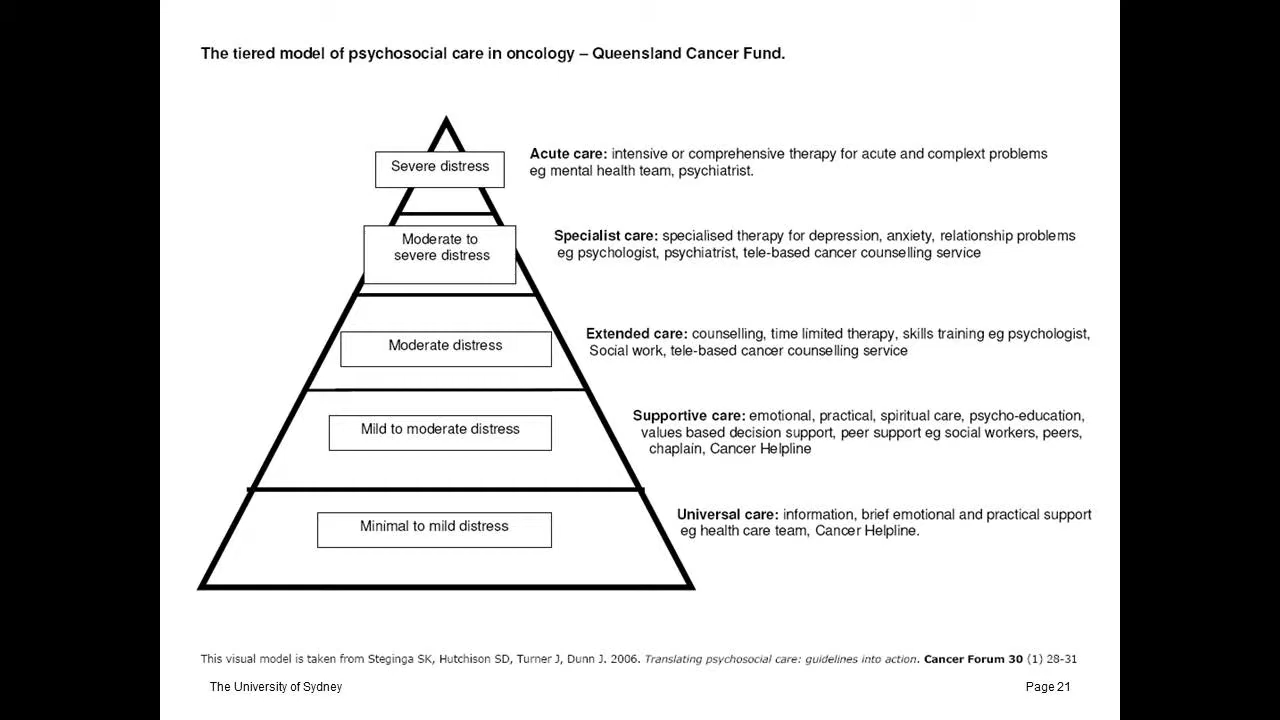 The tiered model of psychosocial care in oncology – Queensland Cancer Fund.
Severe distress
Acute care: intensive or comprehensive therapy for acute and complext problems
eg mental health team, psychiatrist.
Moderate to
severe distress
Specialist care: specialised therapy for depression, anxiety, relationship problems
eg psychologist, psychiatrist, tele-based cancer counselling service
Moderate distress
Extended care: counselling, time limited therapy, skills training eg psychologist,
Social work, tele-based cancer counselling service
Mild to moderate distress
Supportive care: emotional, practical, spiritual care, psycho-education,
values based decision support, peer support eg social workers, peers,
chaplain, Cancer Helpline
Minimal to mild distress
Universal care: information, brief emotional and practical support
eg health care team, Cancer Helpline.
This visual model is taken from Steginga SK, Hutchison SD, Turner J, Dunn J. 2006. Translating psychosocial care: guidelines into action. Cancer Forum 30 (1) 28-31
The University of Sydney
Page 21